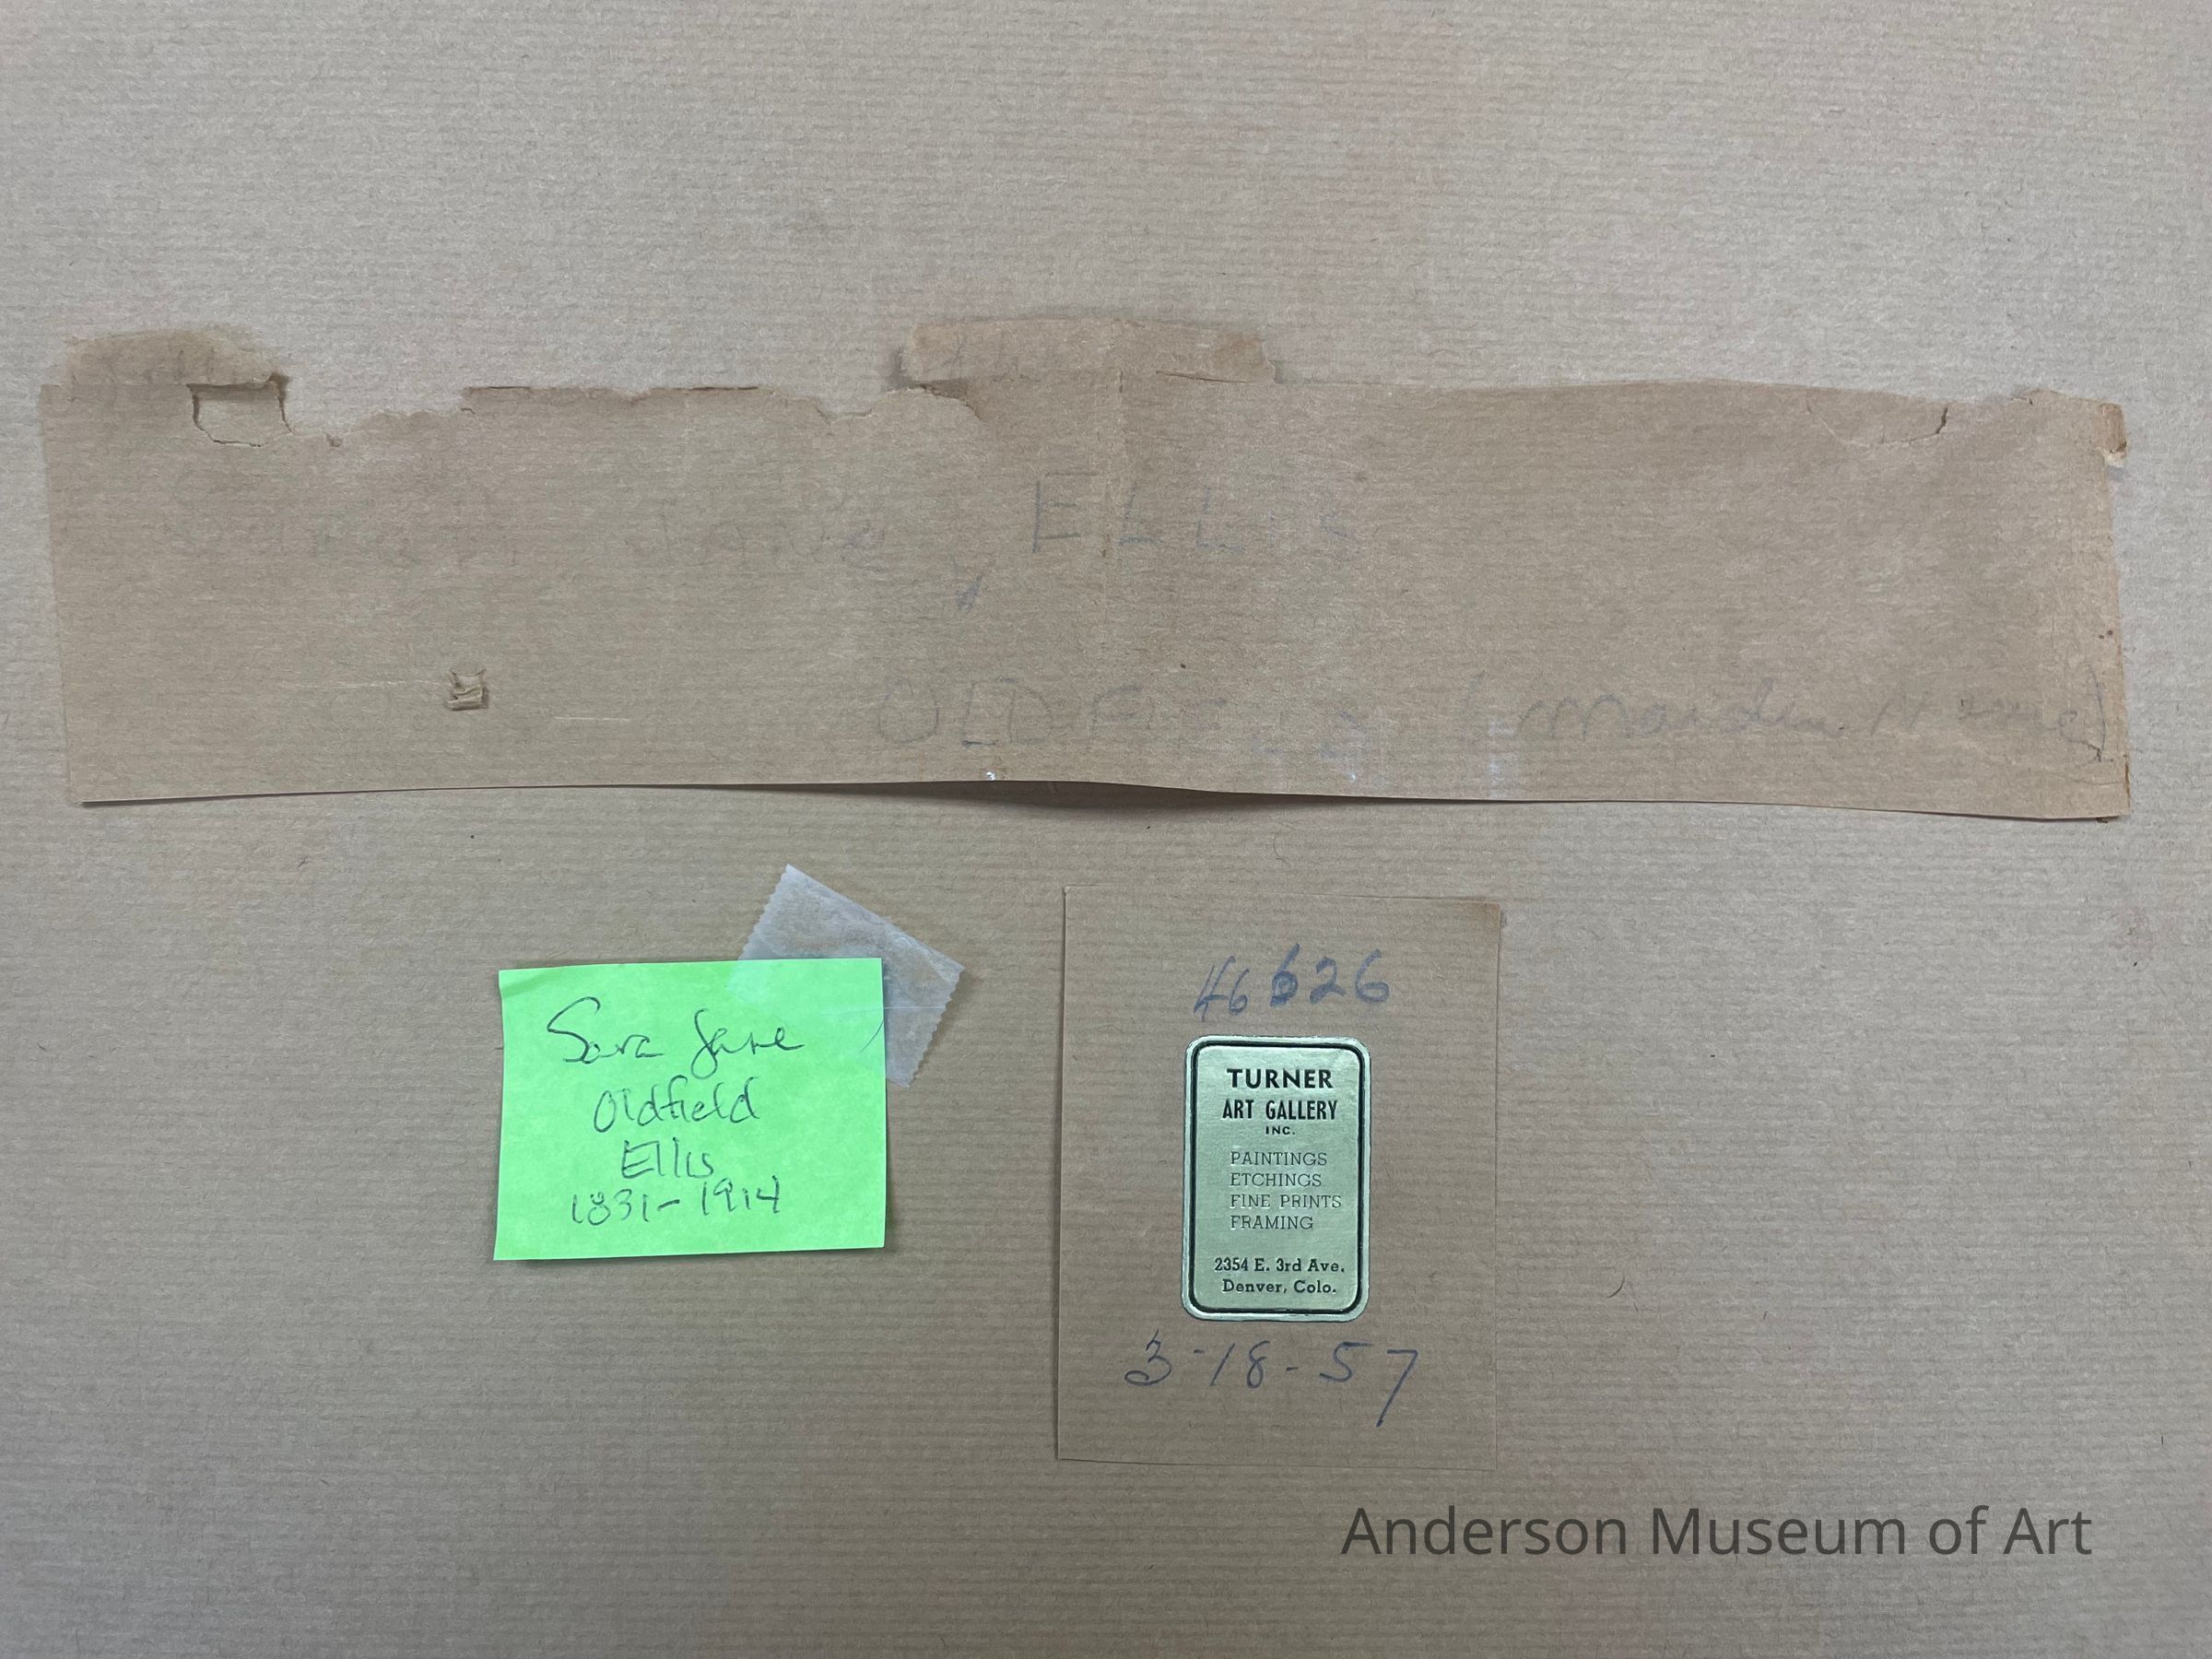 JANe ELLis
OLDFIELD (maiden Name)
Sara Jane
Oldfield
Ellis
1831-1914
46626
TURNER
ART GALLERY
INC.
PAINTINGS
ETCHINGS
FINE PRINTS
FRAMING
2354 E. 3rd Ave.
Denver, Colo.
3-18-57
Anderson Museum of Art